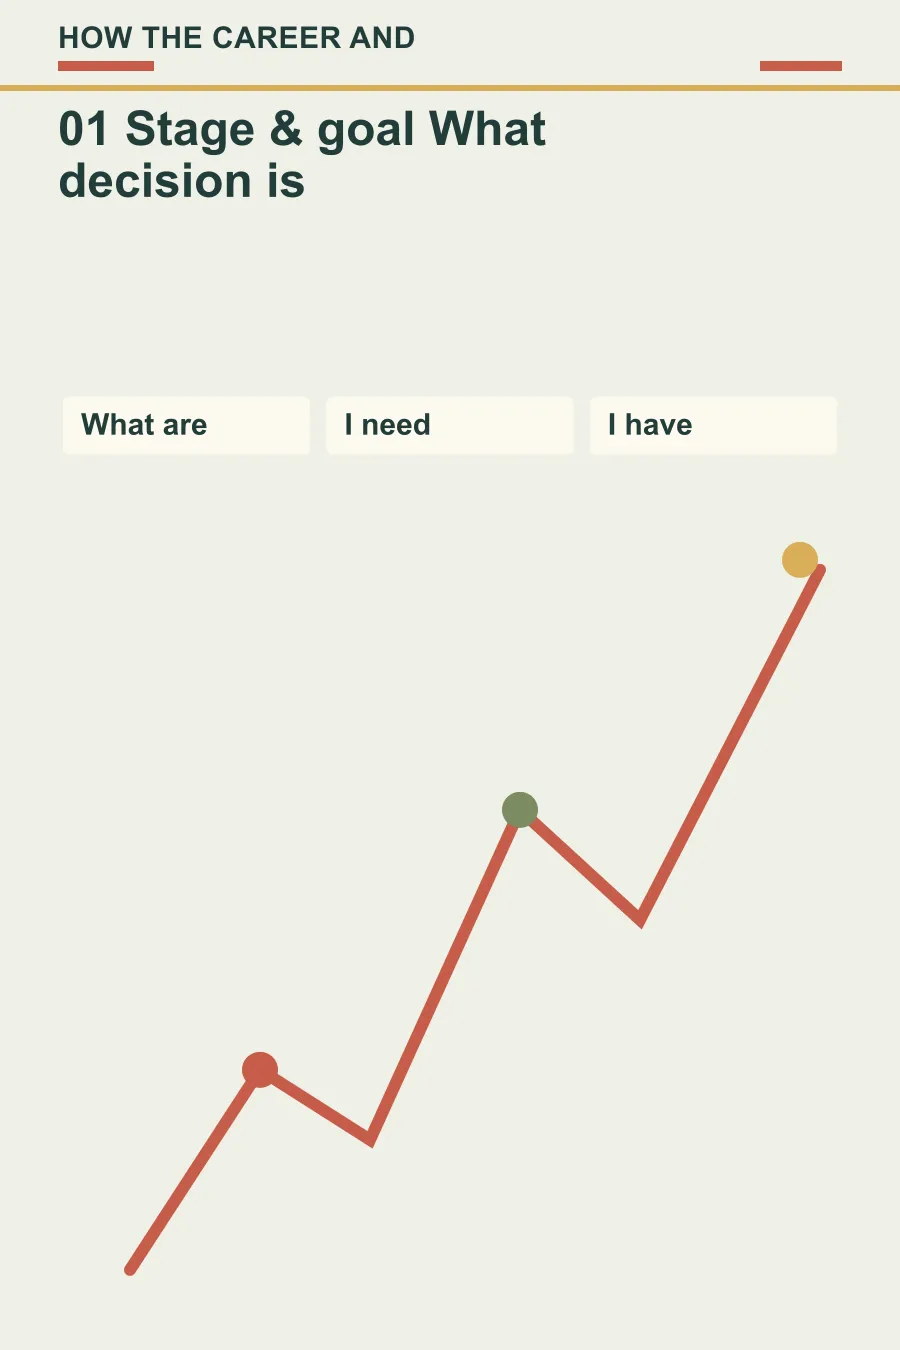 HOW THE CAREER AND
01 Stage & goal What
decision is
What are
I need
I have